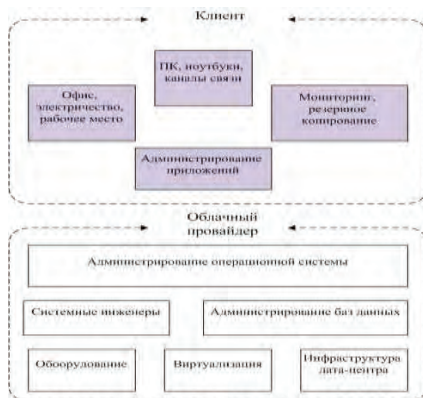 Клиент
ПК, ноутбуки,
каналы связи
Офис,
электричество,
рабочее место
Мониторинг,
резервное
копирование
Администрирование
приложений
Облачный
провайдер
Администрирование операционной системы
Системные инженеры
Администрирование баз данных
Обоорудование
Виртуализация
Инфраструктура
дата-центра